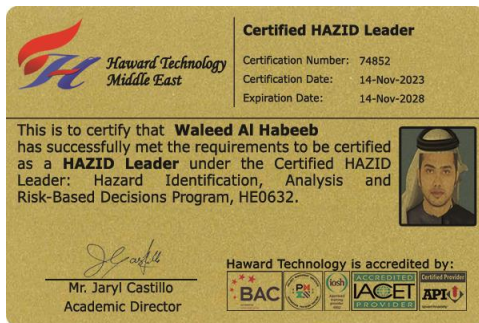 Haward Technology
Middle East
Certified HAZID Leader
Certification Number: 74852
Certification Date: 14-Nov-2023
Expiration Date: 14-Nov-2028
This is to certify that Waleed Al Habeeb
has successfully met the requirements to be certified
as a HAZID Leader under the Certified HAZID
Leader: Hazard Identification, Analysis and
Risk-Based Decisions Program, HE0632.
Mr. Jaryl Castillo
Academic Director
Haward Technology is accredited by:
BAC
iosh
ACCREDITED
IACET
PROVIDER
Certified Provider
API